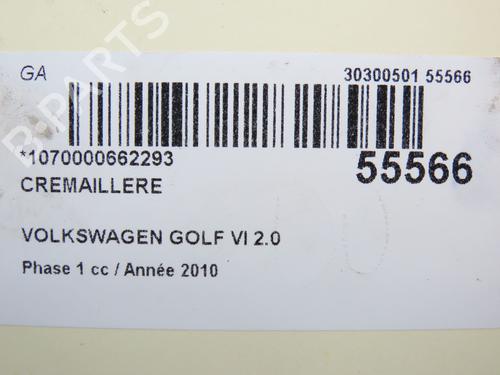 GA
30300501 55566
*1070000662293
55566
CREMAILLERE
VOLKSWAGEN GOLF VI 2.0
Phase 1 cc / Année 2010
B-PARTS